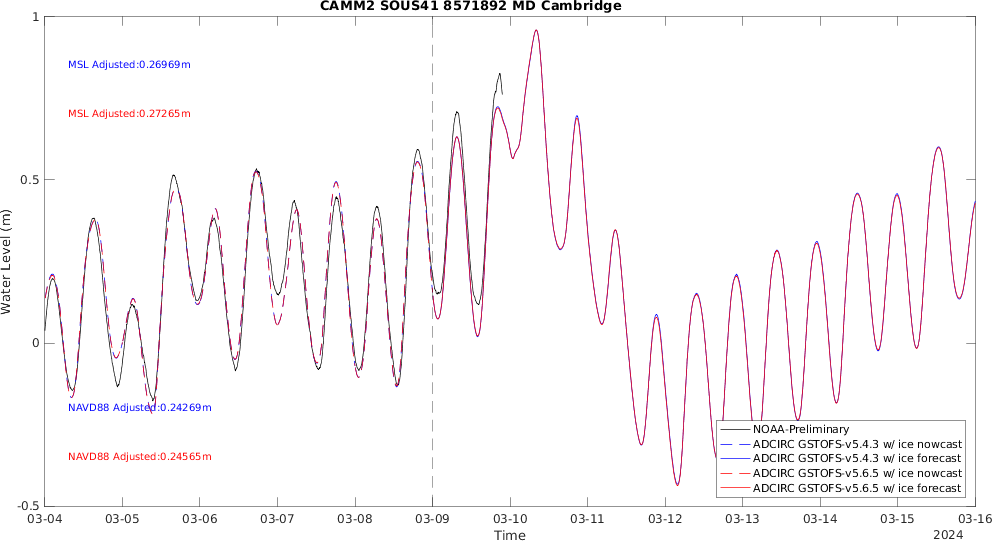 CAMM2 SOUS41 8571892 MD Cambridge
1
MSL Adjusted:0.26969m
MSL Adjusted:0.27265m
0.5
Water Level (m)
0
NAVD88 Adjusted:0.24269m
NAVD88 Adjusted:0.24565m
NOAA-Preliminary
ADCIRC GSTOFS-v5.4.3 w/ ice nowcast
ADCIRC GSTOFS-v5.4.3 w/ ice forecast
ADCIRC GSTOFS-v5.6.5 w/ ice nowcast
ADCIRC GSTOFS-v5.6.5 w/ ice forecast
-0.5
03-04 03-05 03-06 03-07 03-08 03-09 03-10 03-11 03-12 03-13 03-14 03-15 03-16
Time
2024